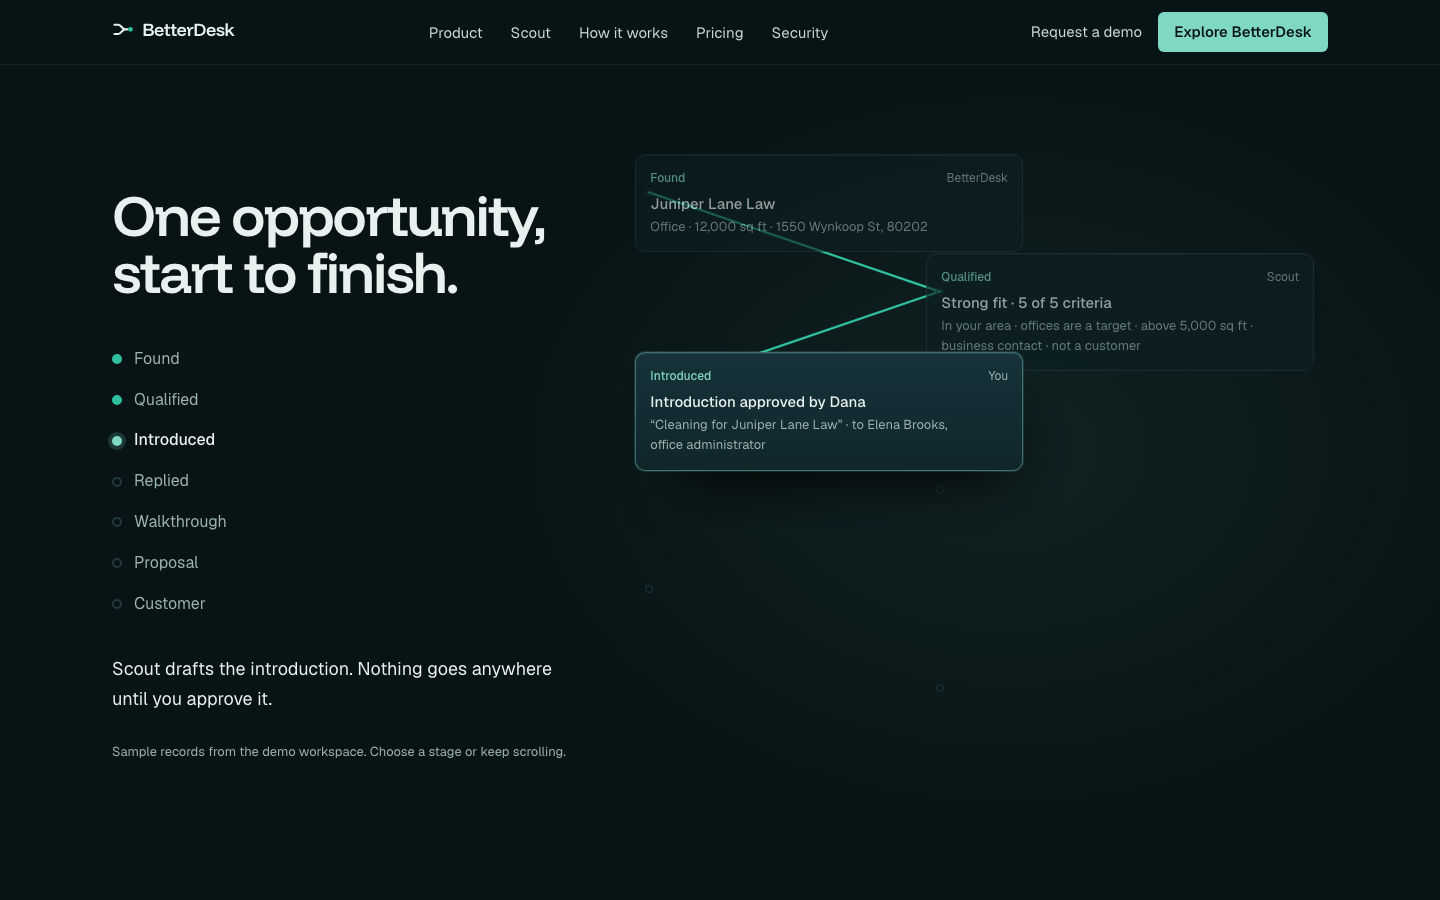 BetterDesk
Product
Scout
How it works
Pricing
Security
Request a demo
Explore BetterDesk
One opportunity,
start to finish.
Found
Qualified
Introduced
Replied
Walkthrough
Proposal
Customer
Scout drafts the introduction. Nothing goes anywhere
until you approve it.
Sample records from the demo workspace. Choose a stage or keep scrolling.
Found
BetterDesk
Juniper Lane Law
Office · 12,000 sq ft · 1550 Wynkoop St, 80202
Qualified
Scout
Strong fit · 5 of 5 criteria
In your area · offices are a target · above 5,000 sq ft ·
business contact · not a customer
Introduced
You
Introduction approved by Dana
“Cleaning for Juniper Lane Law” · to Elena Brooks,
office administrator